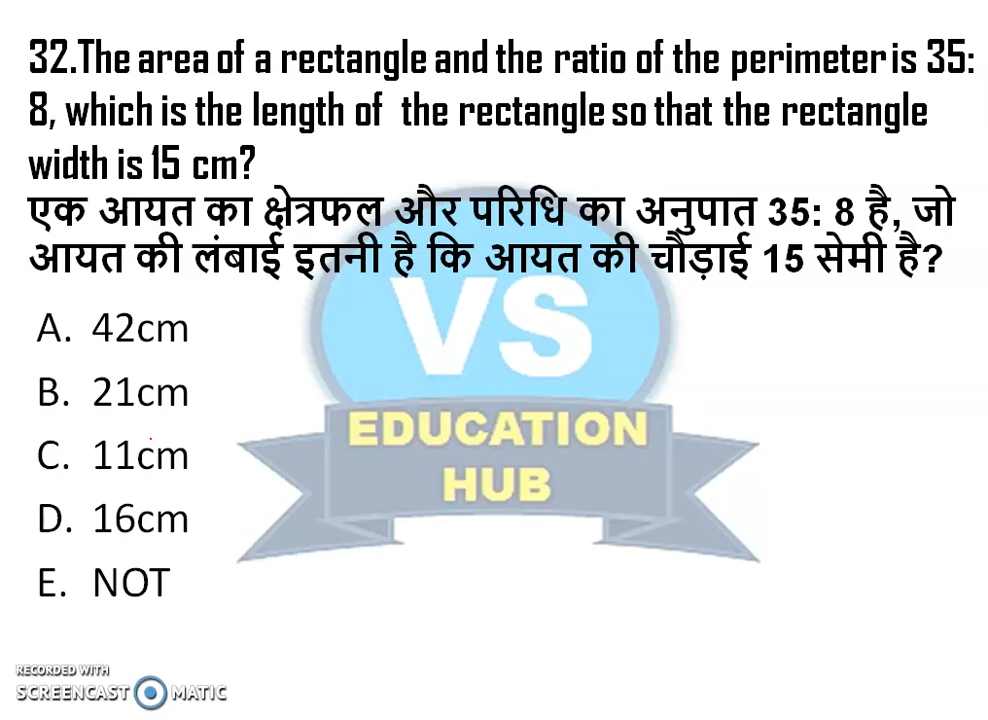 32.The area of a rectangle and the ratio of the perimeter is 35:
8, which is the length of the rectangle so that the rectangle
width is 15 cm?
एक आयत का क्षेत्रफल और परिधि का अनुपात 35: 8 है, जो
आयत की लंबाई इतनी है कि आयत की चौड़ाई 15 सेमी है?
A. 42cm
B. 21cm
C. 11cm
D. 16cm
E. NOT
VS
EDUCATION
HUB
RECORDED WITH
SCREENCAST MATIC